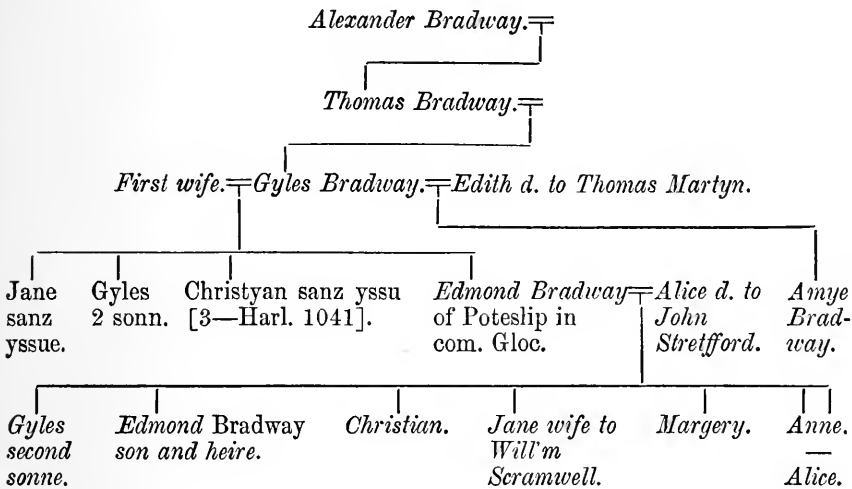 Alexander Bradway.
Thomas Bradway.
First wife. Gyles Bradway. Edith d. to Thomas Martyn.
Jane
sanz
yssue.
Gyles
2 sonn.
Christyan sanz yssu
[3—Harl. 1041].
Edmond Bradway
of Poteslip in
com. Gloc.
Alice d. to
John
Stretfford.
Amye
Brad-
way.
Gyles
second
sonne.
Edmond Bradway
son and heire.
Christian.
Jane wife to
Will'm
Scramwell.
Margery.
Anne.
—
Alice.